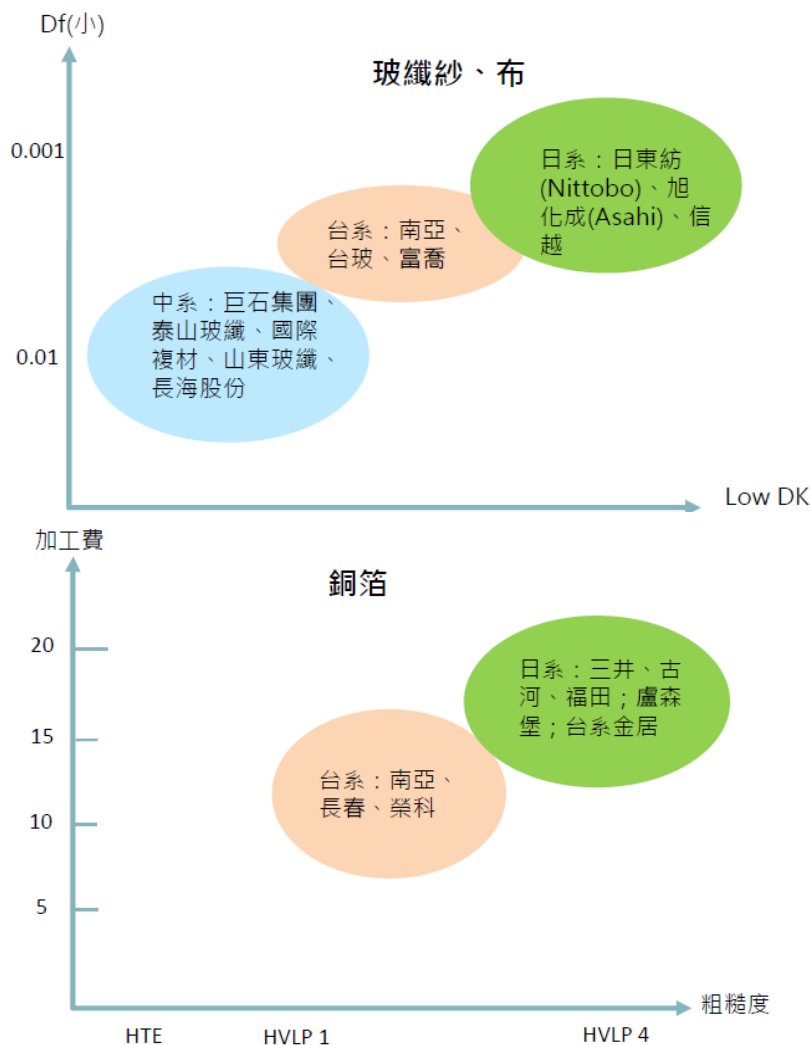 Df(小)
玻纖紗、布
0.001
日系：日東紡
(Nittobo)、旭
化成(Asahi)、信
越
台系：南亞、
台玻、富喬
中系：巨石集團、
泰山玻纖、國際
複材、山東玻纖、
長海股份
0.01
Low DK
加工費
銅箔
20
日系：三井、古
河、福田；盧森
堡；台系金居
15
台系：南亞、
長春、榮科
10
5
粗糙度
HTE
HVLP 1
HVLP 4